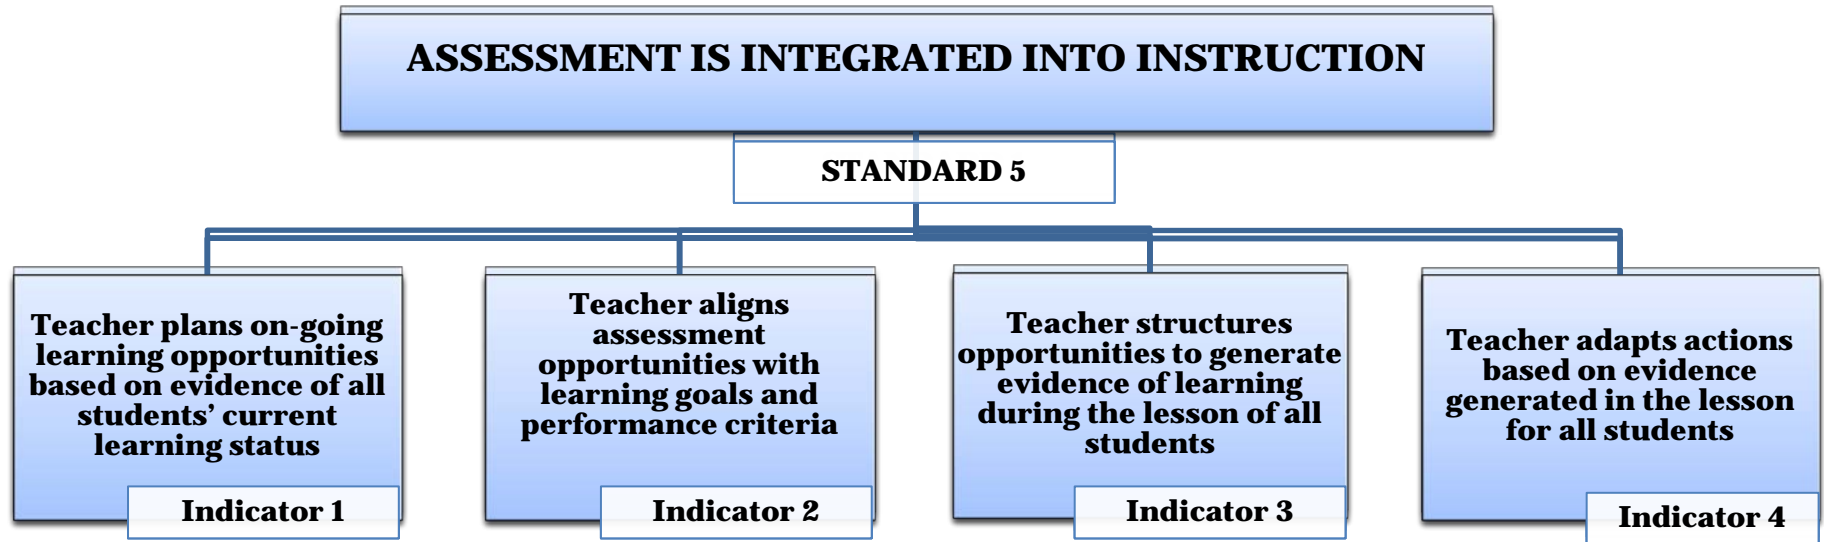 ASSESSMENT IS INTEGRATED INTO INSTRUCTION
STANDARD 5
Teacher plans on-going
learning opportunities
based on evidence of all
students’ current
learning status
Indicator 1
Teacher aligns
assessment
opportunities with
learning goals and
performance criteria
Indicator 2
Teacher structures
opportunities to generate
evidence of learning
during the lesson of all
students
Indicator 3
Teacher adapts actions
based on evidence
generated in the lesson
for all students
Indicator 4